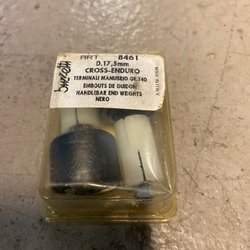 ART 8461
D.17,5mm
CROSS-ENDURO
TERMINALI MANUBRIO GR.140
EMBOUTS DE GUIDON
HANDLEBAR END WEIGHTS
NERO
MADE IN ITALY